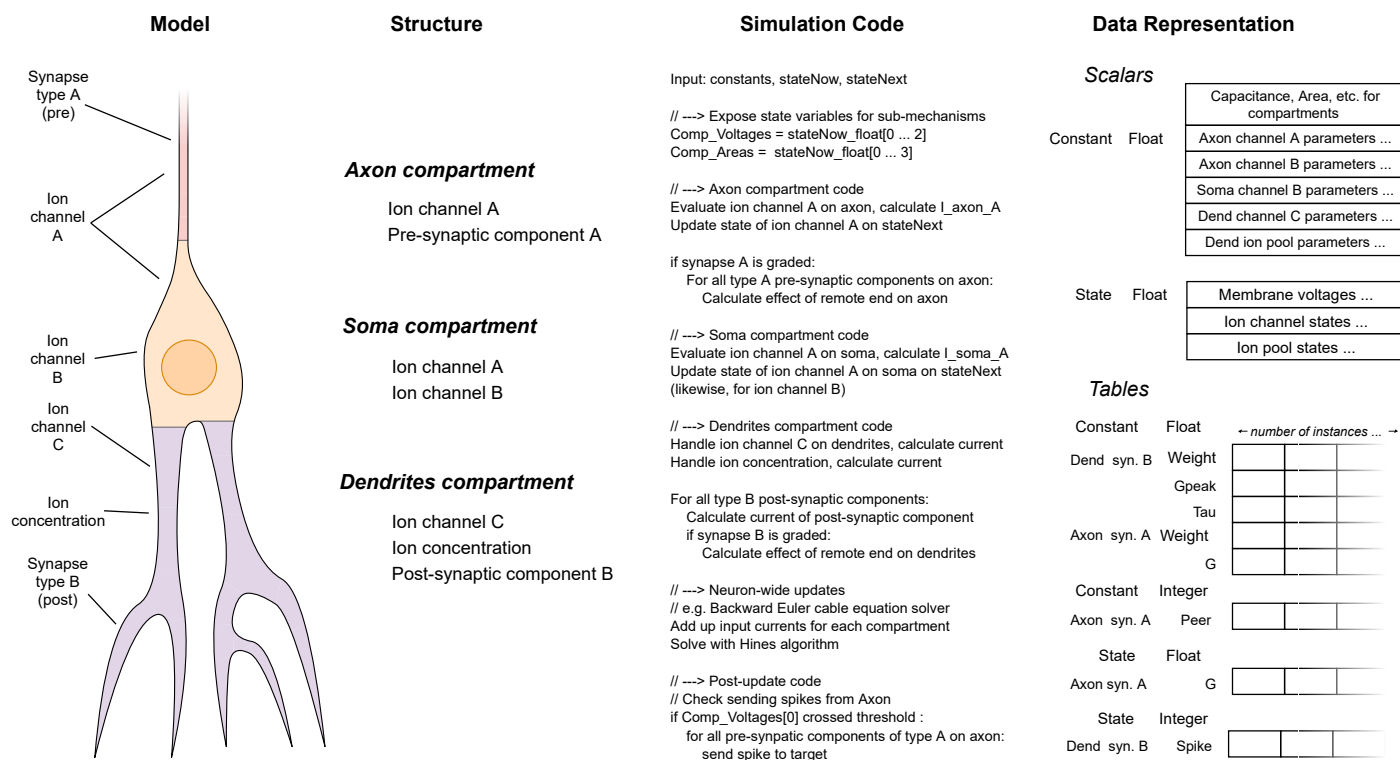 Model
Structure
Simulation Code
Data Representation
Synapse
type A
(pre)
Ion
channel
A
Ion
channel
B
Ion
channel
C
Ion
concentration
Synapse
type B
(post)
Axon compartment
Ion channel A
Pre-synaptic component A
Soma compartment
Ion channel A
Ion channel B
Dendrites compartment
Ion channel C
Ion concentration
Post-synaptic component B
Input: constants, stateNow, stateNext
// ---> Expose state variables for sub-mechanisms
Comp_Voltages = stateNow_float[0 ... 2]
Comp_Areas =  stateNow_float[0 ... 3]
// ---> Axon compartment code
Evaluate ion channel A on axon, calculate I_axon_A
Update state of ion channel A on stateNext
if synapse A is graded:
For all type A pre-synaptic components on axon:
Calculate effect of remote end on axon
// ---> Soma compartment code
Evaluate ion channel A on soma, calculate I_soma_A
Update state of ion channel A on soma on stateNext
(likewise, for ion channel B)
// ---> Dendrites compartment code
Handle ion channel C on dendrites, calculate current
Handle ion concentration, calculate current
For all type B post-synaptic components:
Calculate current of post-synaptic component
if synapse B is graded:
Calculate effect of remote end on dendrites
// ---> Neuron-wide updates
// e.g. Backward Euler cable equation solver
Add up input currents for each compartment
Solve with Hines algorithm
// ---> Post-update code
// Check sending spikes from Axon
if Comp_Voltages[0] crossed threshold :
for all pre-synpatic components of type A on axon:
send spike to target
Scalars
Constant Float
Capacitance, Area, etc. for
compartments
Axon channel A parameters ...
Axon channel B parameters ...
Soma channel B parameters ...
Dend channel C parameters ...
Dend ion pool parameters ...
State Float
Membrane voltages ...
Ion channel states ...
Ion pool states ...
Tables
Constant Float
← number of instances ... →
Dend syn. B Weight
Gpeak
Tau
Axon syn. A Weight
G
Constant Integer
Axon syn. A Peer
State Float
Axon syn. A G
State Integer
Dend syn. B Spike